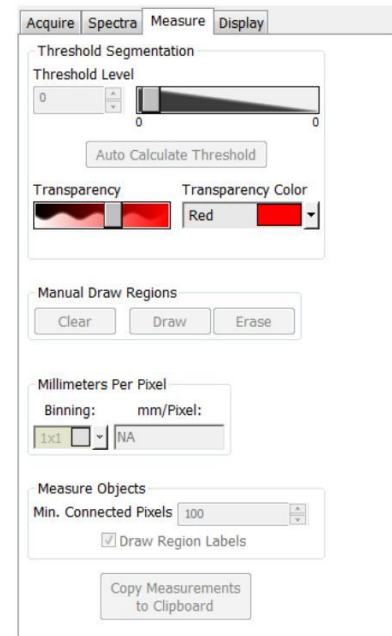 Acquire Spectra Measure Display
Threshold Segmentation
Threshold Level
0
0 0
Auto Calculate Threshold
Transparency Transparency Color
Red
Manual Draw Regions
Clear Draw Erase
Millimeters Per Pixel
Binning: mm/Pixel:
1x1 NA
Measure Objects
Min. Connected Pixels 100
Draw Region Labels
Copy Measurements
to Clipboard